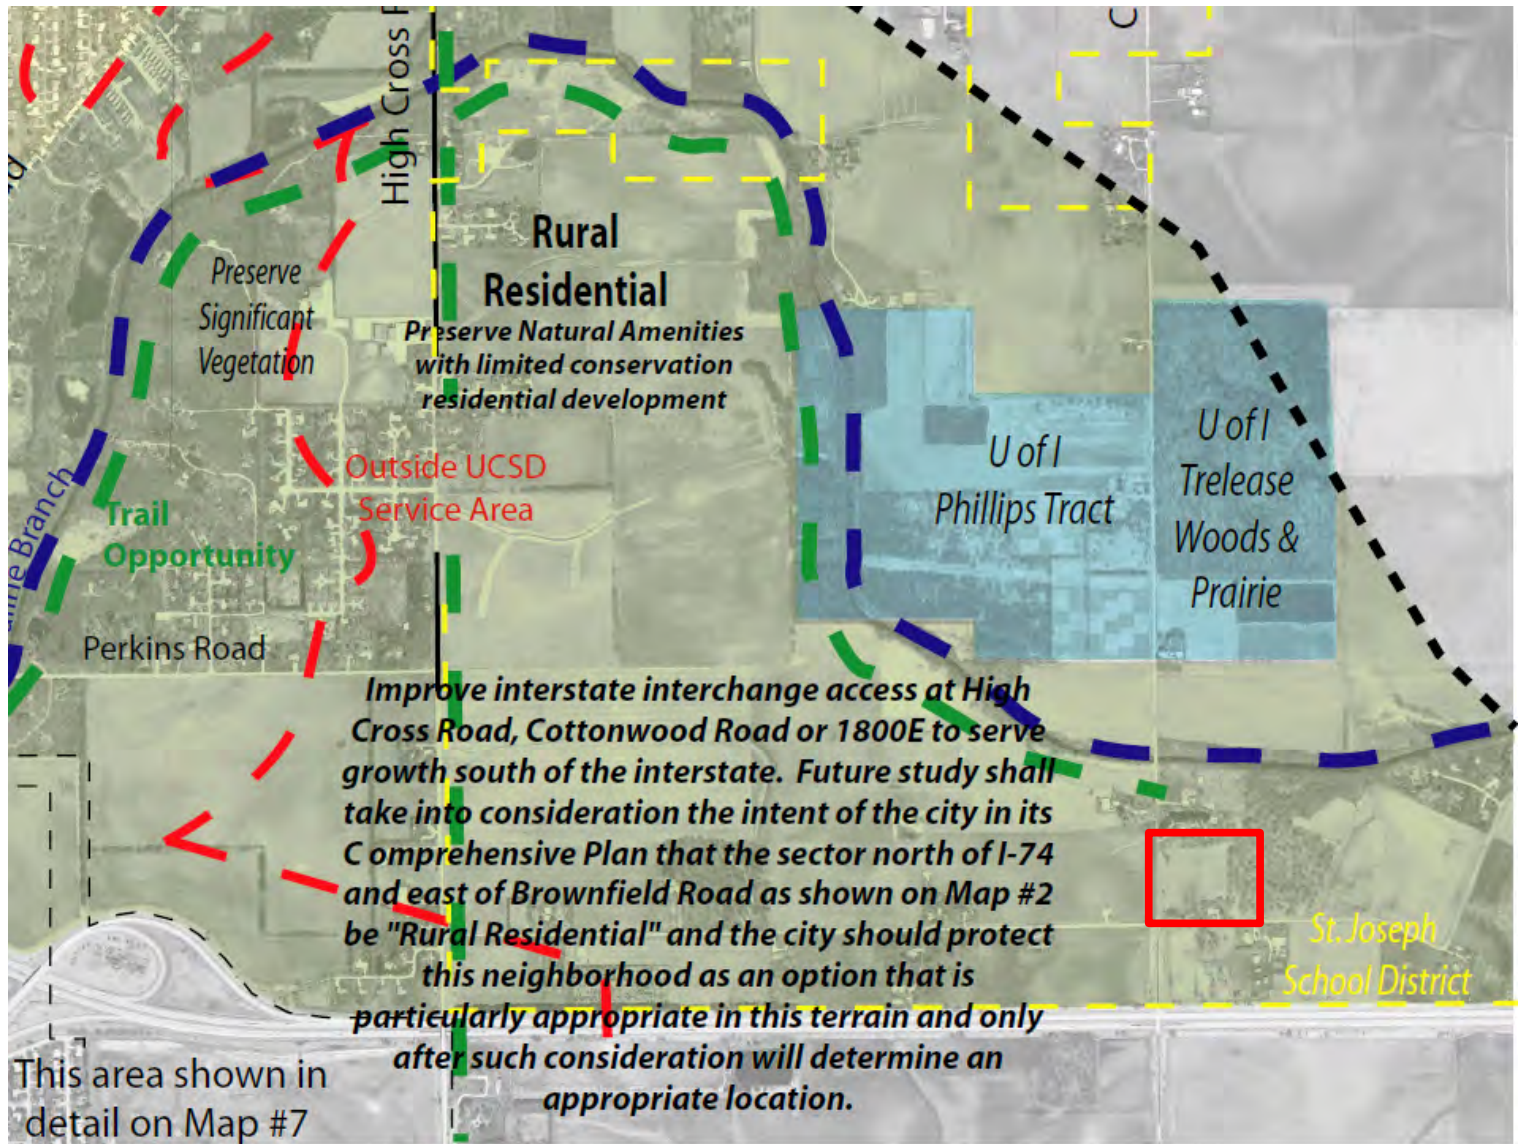 C
High Cross R
Rural
Residential
Preserve Natural Amenities
with limited conservation
residential development
Preserve
Significant
Vegetation
U of I
Phillips Tract
U of I
Trelease
Woods &
Prairie
Outside UCSD
Service Area
Trail
Opportunity
Branch
Perkins Road
Improve interstate interchange access at High
Cross Road, Cottonwood Road or 1800E to serve
growth south of the interstate. Future study shall
take into consideration the intent of the city in its
C omprehensive Plan that the sector north of I-74
and east of Brownfield Road as shown on Map #2
be "Rural Residential" and the city should protect
this neighborhood as an option that is
particularly appropriate in this terrain and only
after such consideration will determine an
appropriate location.
St. Joseph
School District
This area shown in
detail on Map #7